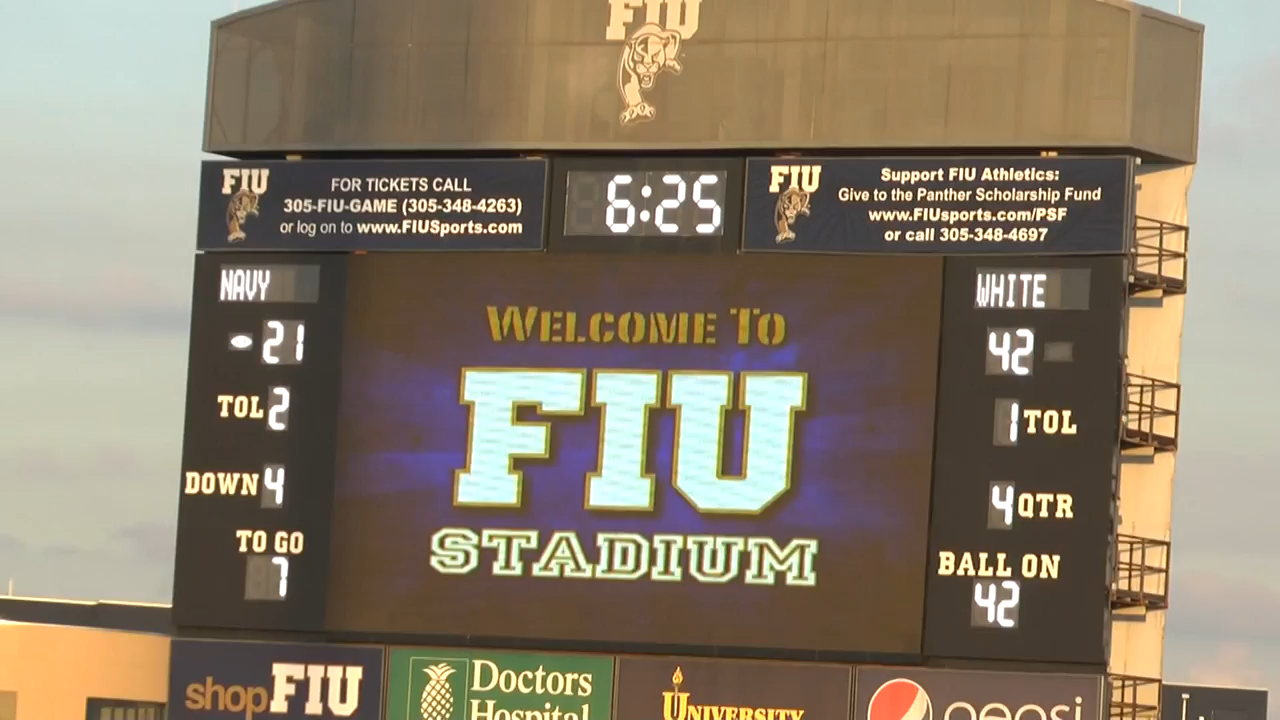 FIU
FOR TICKETS CALL
305-FIU-GAME (305-348-4263)
or log on to www.FIUSports.com
FIU
6:25
FIU
Support FIU Athletics:
Give to the Panther Scholarship Fund
www.FIUsports.com/PSF
or call 305-348-4697
NAVY
21
TOL 2
DOWN 4
TO GO
7
WELCOME TO
FIU
STADIUM
WHITE
42
1 TOL
4 QTR
BALL ON
42
shop FIU
Doctors
Hospital
UNIVERSITY
pepsi